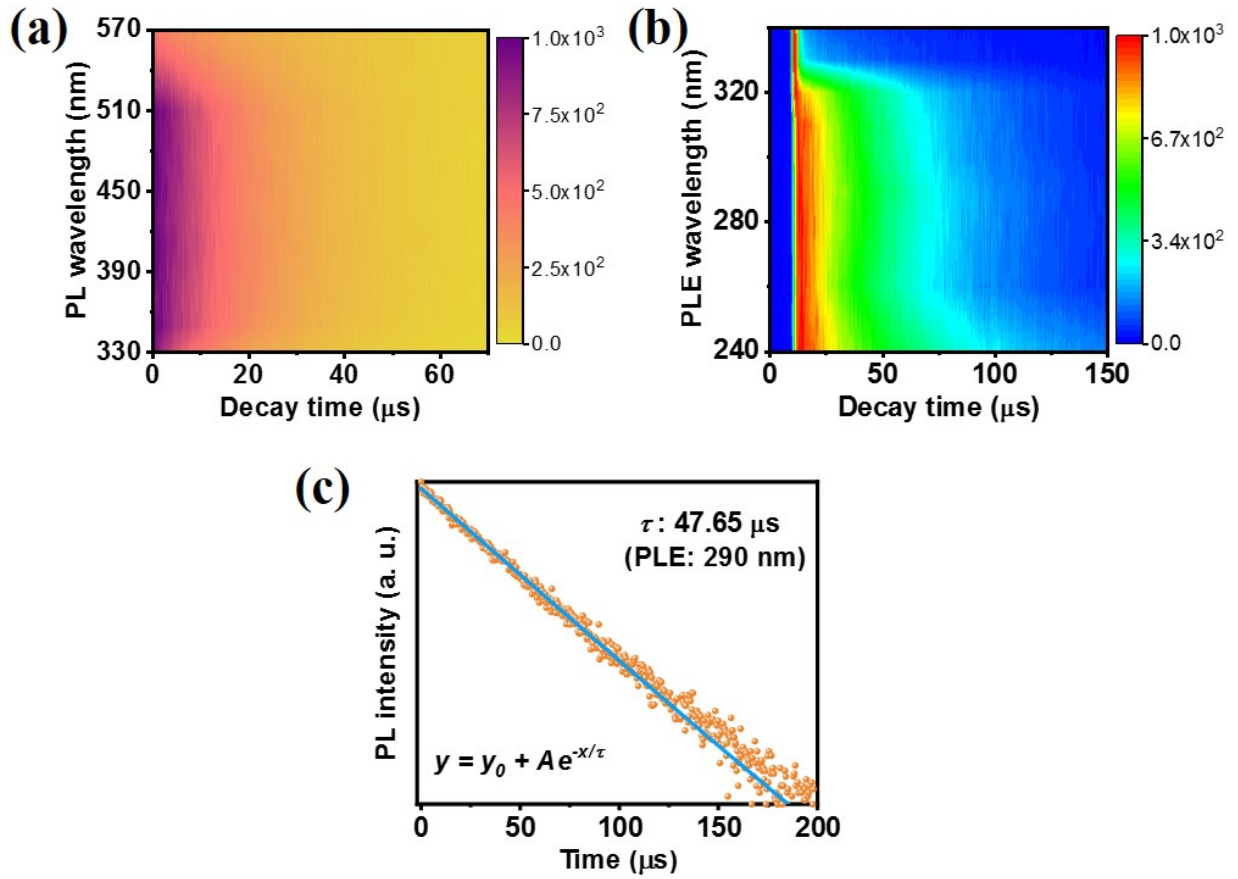 (a)
570
510
450
390
330
PL wavelength (nm)
0 20 40 60
Decay time (μs)
1.0x10³
7.5x10²
5.0x10²
2.5x10²
0.0
(b)
320
280
240
PLE wavelength (nm)
0 50 100 150
Decay time (μs)
1.0x10³
6.7x10²
3.4x10²
0.0
(c)
PL intensity (a. u.)
τ: 47.65 μs
(PLE: 290 nm)
y = y₀ + Ae^{-x/τ}
0 50 100 150 200
Time (μs)